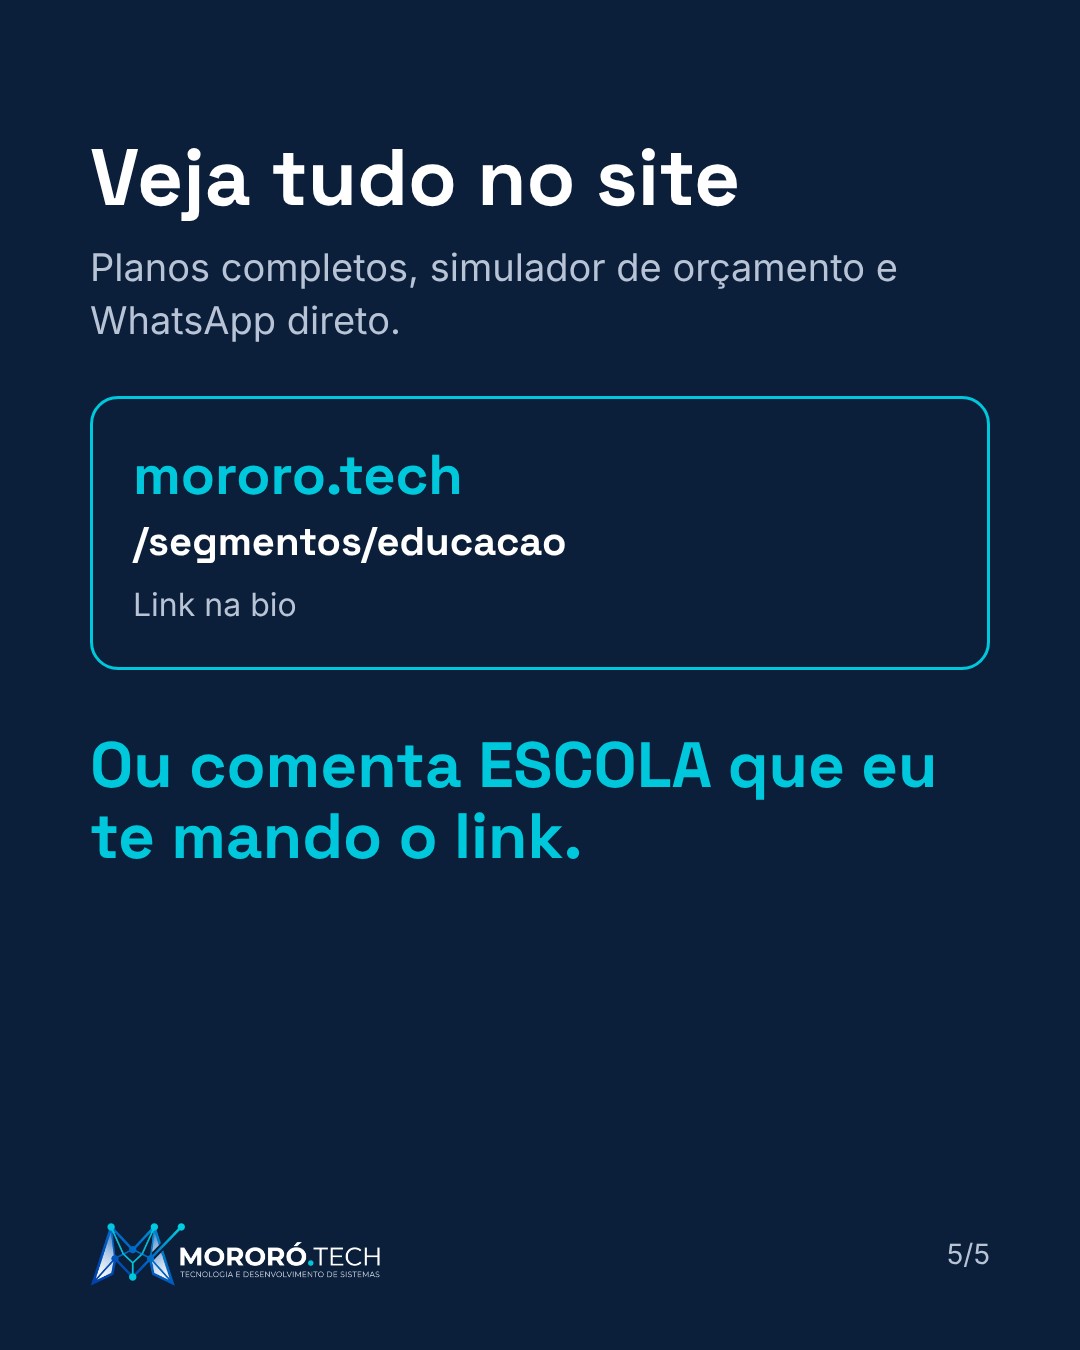 Veja tudo no site
Planos completos, simulador de orçamento e
WhatsApp direto.
mororo.tech
/segmentos/educacao
Link na bio
Ou comenta ESCOLA que eu
te mando o link.
MORORÓ.TECH
TECNOLOGIA E DESENVOLVIMENTO DE SISTEMAS
5/5